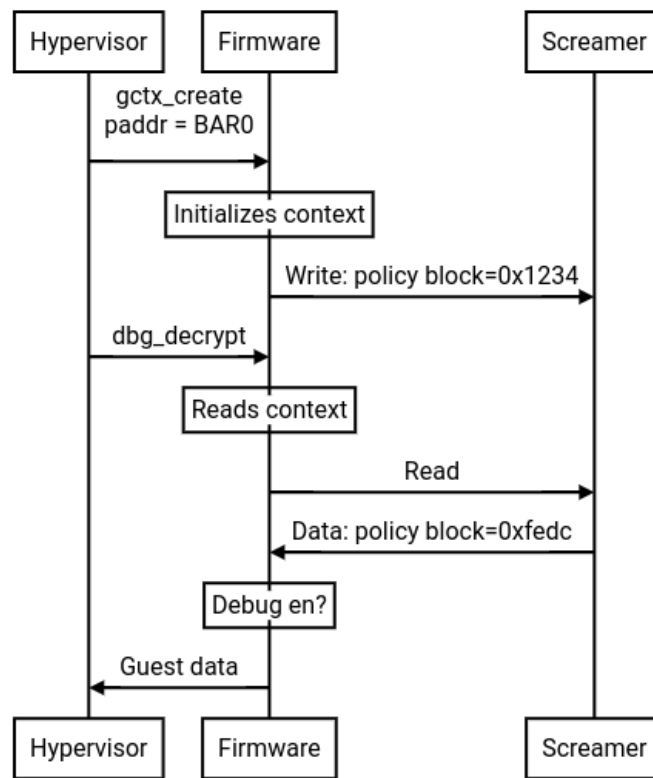 Hypervisor
Firmware
Screamer
gctx_create
paddr = BAR0
Initializes context
Write: policy block=0x1234
dbg_decrypt
Reads context
Read
Data: policy block=0xfedc
Debug en?
Guest data
Hypervisor
Firmware
Screamer